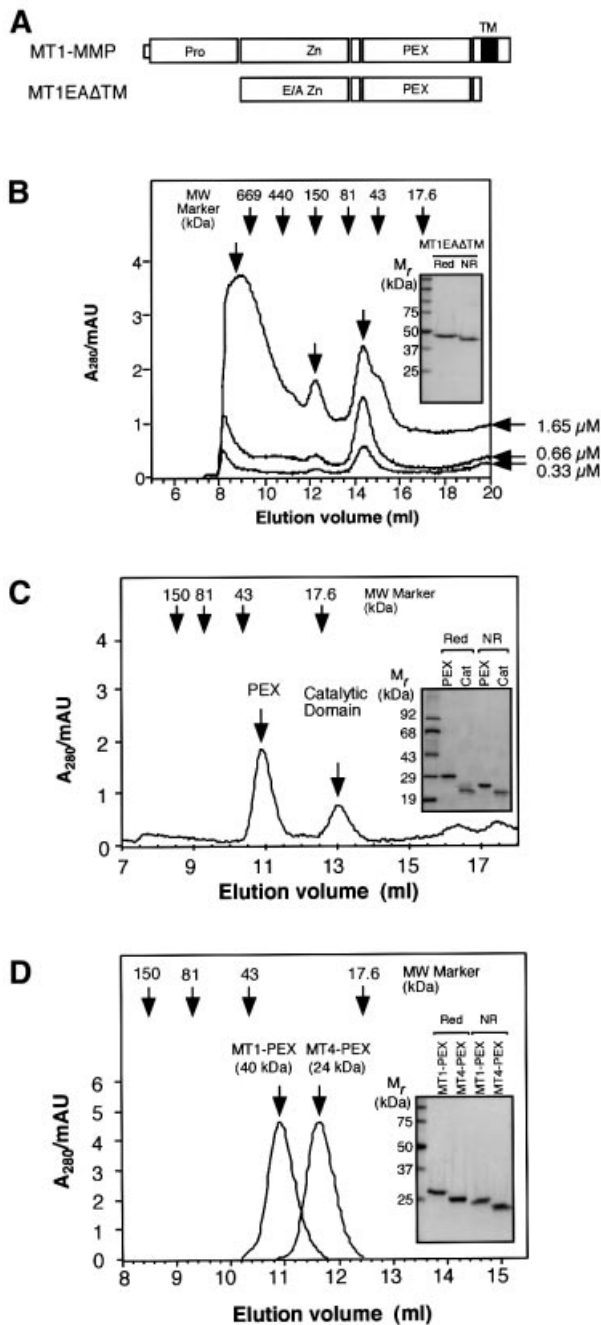 A
TM
MT1-MMP
Pro
Zn
PEX
MT1EAΔTM
E/A Zn
PEX
B
MW Marker (kDa)
669 440 150 81 43 17.6
MT1EAΔTM
Red NR
Mr (kDa)
75
50
37
25
4
3
2
1
0
A280/mAU
1.65 µM
0.66 µM
0.33 µM
6 8 10 12 14 16 18 20
Elution volume (ml)
C
150 81 43 17.6 MW Marker (kDa)
PEX
Catalytic Domain
Red NR
PEX Cat PEX Cat
Mr (kDa)
92
68
43
29
19
4
3
2
1
0
A280/mAU
7 9 11 13 15 17
Elution volume (ml)
D
150 81 43 17.6 MW Marker (kDa)
MT1-PEX (40 kDa)
MT4-PEX (24 kDa)
Red NR
MT1-PEX MT4-PEX MT1-PEX MT4-PEX
Mr (kDa)
75
50
37
25
6
5
4
3
2
1
0
A280/mAU
8 9 10 11 12 13 14 15
Elution volume (ml)